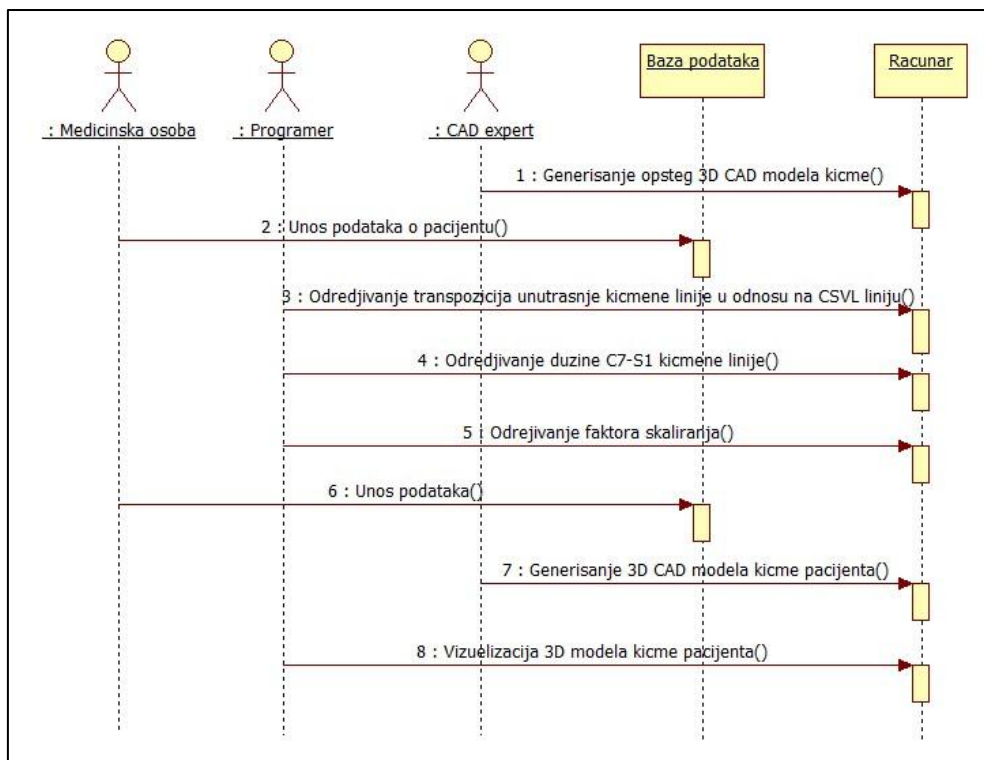 Baza podataka
Racunar
: Medicinska osoba
: Programer
: CAD expert
1 : Generisanje opsteg 3D CAD modela kicme()
2 : Unos podataka o pacijentu()
3 : Odredjivanje transpozicija unutrasnje kicmene linije u odnosu na CSVL liniju()
4 : Odredjivanje duzine C7-S1 kicmene linije()
5 : Odrejivanje faktora skaliranja()
6 : Unos podataka()
7 : Generisanje 3D CAD modela kicme pacijenta()
8 : Vizuelizacija 3D modela kicme pacijenta()